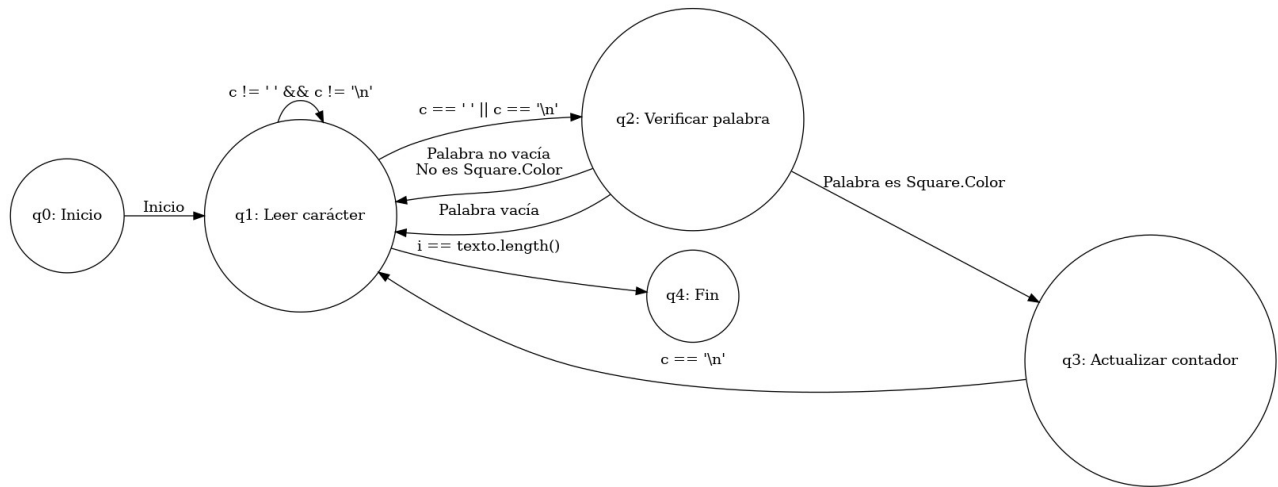 c != ' ' && c != '\n'
c == ' ' || c == '\n'
q2: Verificar palabra
Palabra no vacía
No es Square.Color
Palabra es Square.Color
Inicio
Palabra vacía
q0: Inicio
q1: Leer carácter
i == texto.length()
q4: Fin
c == '\n'
q3: Actualizar contador